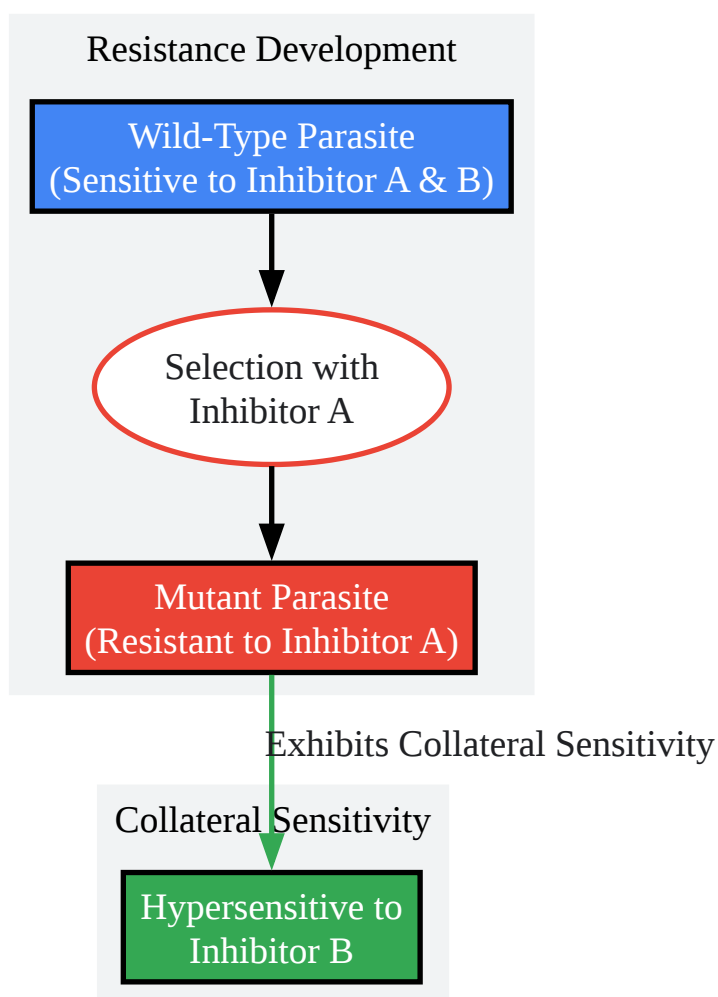 Resistance Development
Wild-Type Parasite
(Sensitive to Inhibitor A & B)
Selection with
Inhibitor A
Mutant Parasite
(Resistant to Inhibitor A)
Exhibits Collateral Sensitivity
Collateral Sensitivity
Hypersensitive to
Inhibitor B